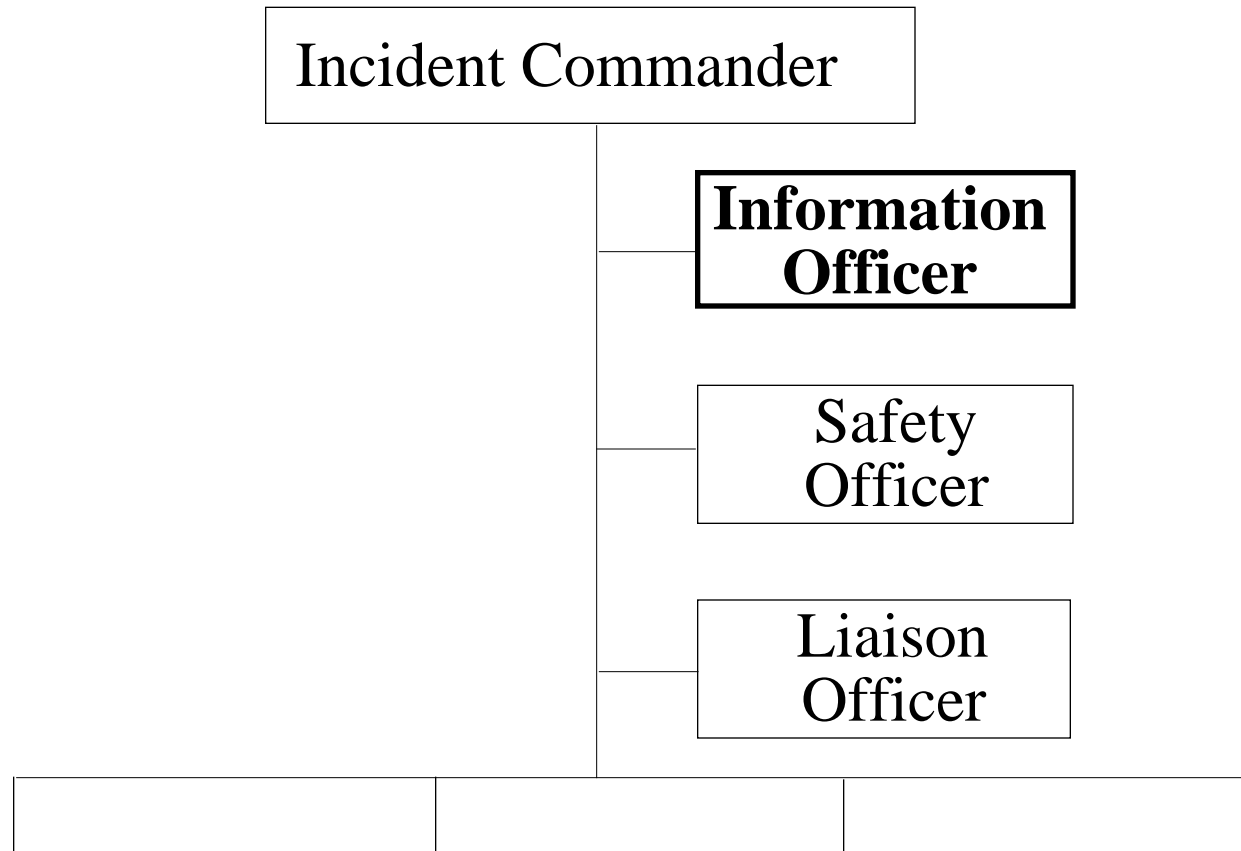 Incident Commander
Information
Officer
Safety
Officer
Liaison
Officer